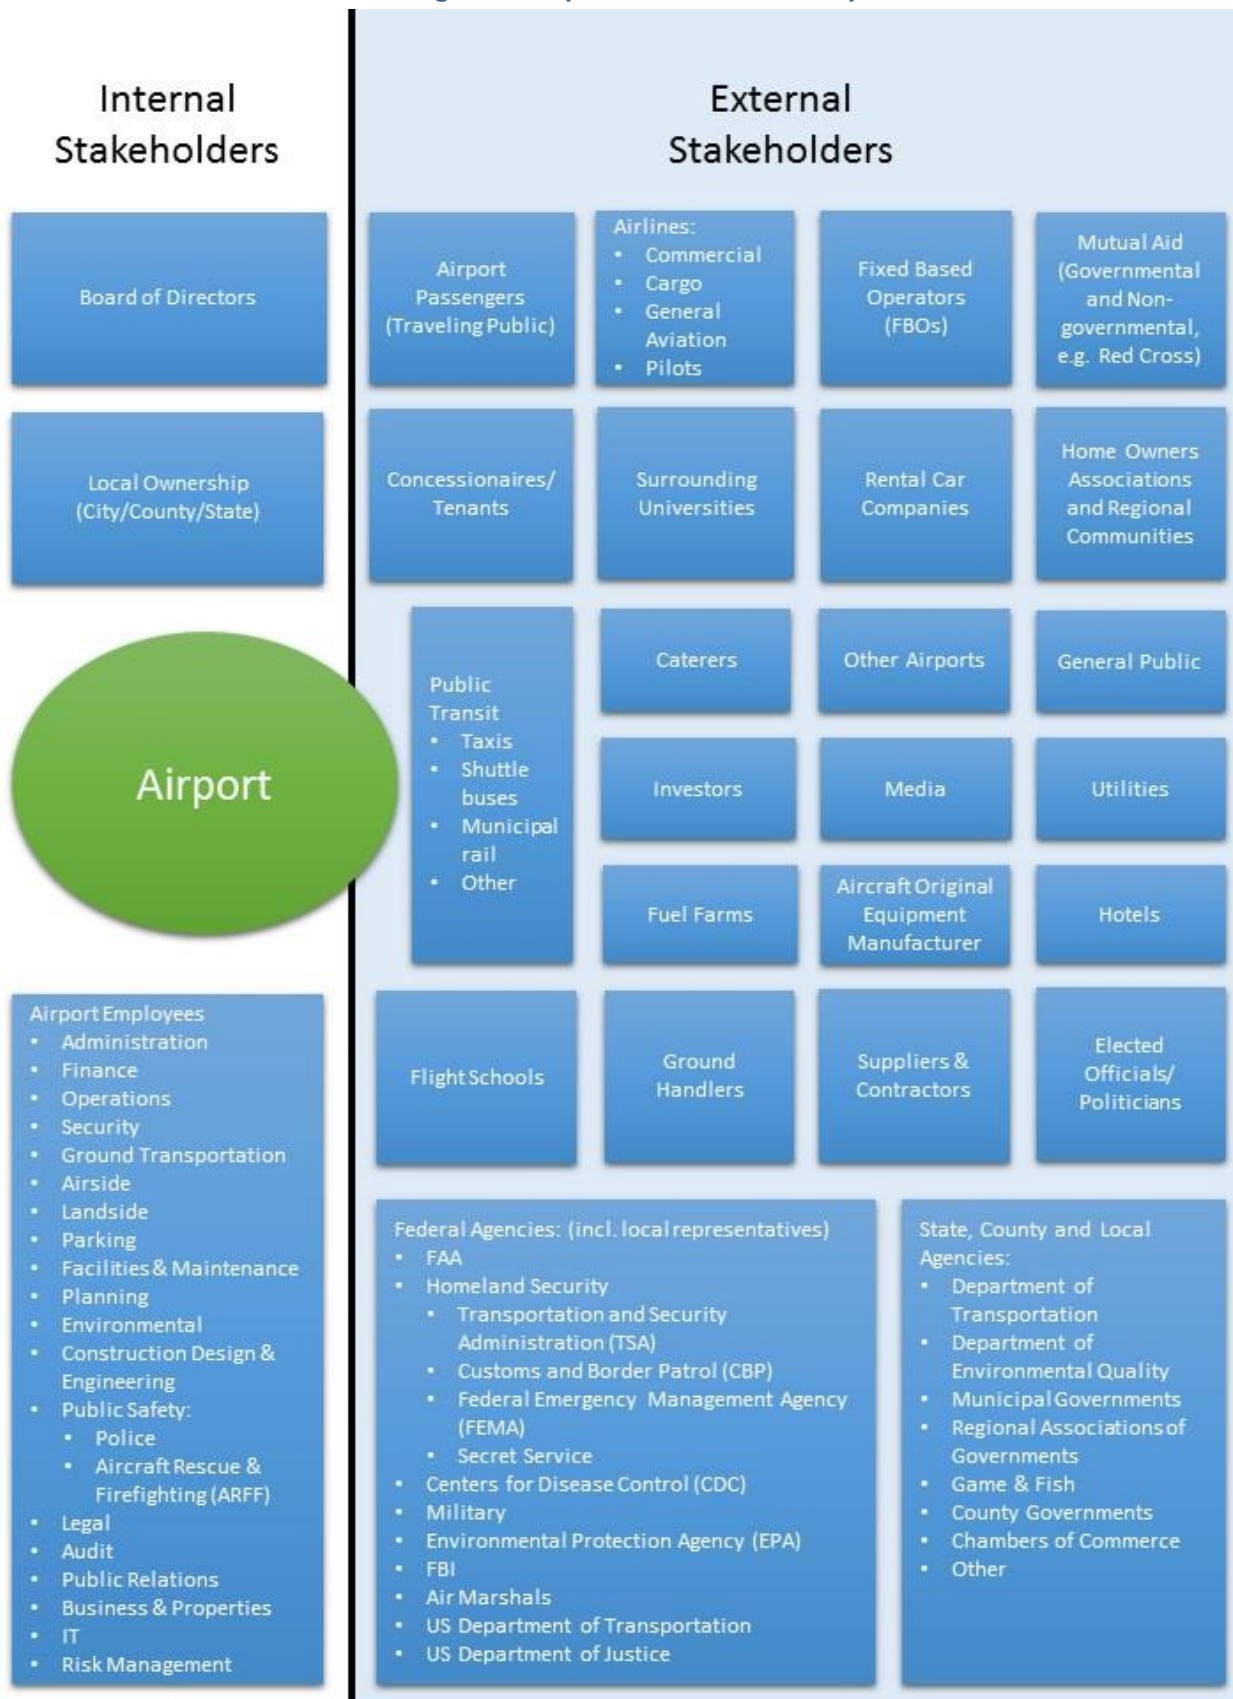 Internal
Stakeholders
External
Stakeholders
Board of Directors
Local Ownership
(City/County/State)
Airport
Airport Employees
• Administration
• Finance
• Operations
• Security
• Ground Transportation
• Airside
• Landside
• Parking
• Facilities & Maintenance
• Planning
• Environmental
• Construction Design &
Engineering
• Public Safety:
• Police
• Aircraft Rescue &
Firefighting (ARFF)
• Legal
• Audit
• Public Relations
• Business & Properties
• IT
• Risk Management
Airport
Passengers
(Traveling Public)
Airlines:
• Commercial
• Cargo
• General
Aviation
• Pilots
Fixed Based
Operators
(FBOs)
Mutual Aid
(Governmental
and Non-
governmental,
e.g. Red Cross)
Concessionaires/
Tenants
Surrounding
Universities
Rental Car
Companies
Home Owners
Associations
and Regional
Communities
Public
Transit
• Taxis
• Shuttle
buses
• Municipal
rail
• Other
Caterers
Other Airports
General Public
Investors
Media
Utilities
Fuel Farms
Aircraft Original
Equipment
Manufacturer
Hotels
Flight Schools
Ground
Handlers
Suppliers &
Contractors
Elected
Officials/
Politicians
Federal Agencies: (incl. local representatives)
• FAA
• Homeland Security
• Transportation and Security
Administration (TSA)
• Customs and Border Patrol (CBP)
• Federal Emergency Management Agency
(FEMA)
• Secret Service
• Centers for Disease Control (CDC)
• Military
• Environmental Protection Agency (EPA)
• FBI
• Air Marshals
• US Department of Transportation
• US Department of Justice
State, County and Local
Agencies:
• Department of
Transportation
• Department of
Environmental Quality
• Municipal Governments
• Regional Associations of
Governments
• Game & Fish
• County Governments
• Chambers of Commerce
• Other